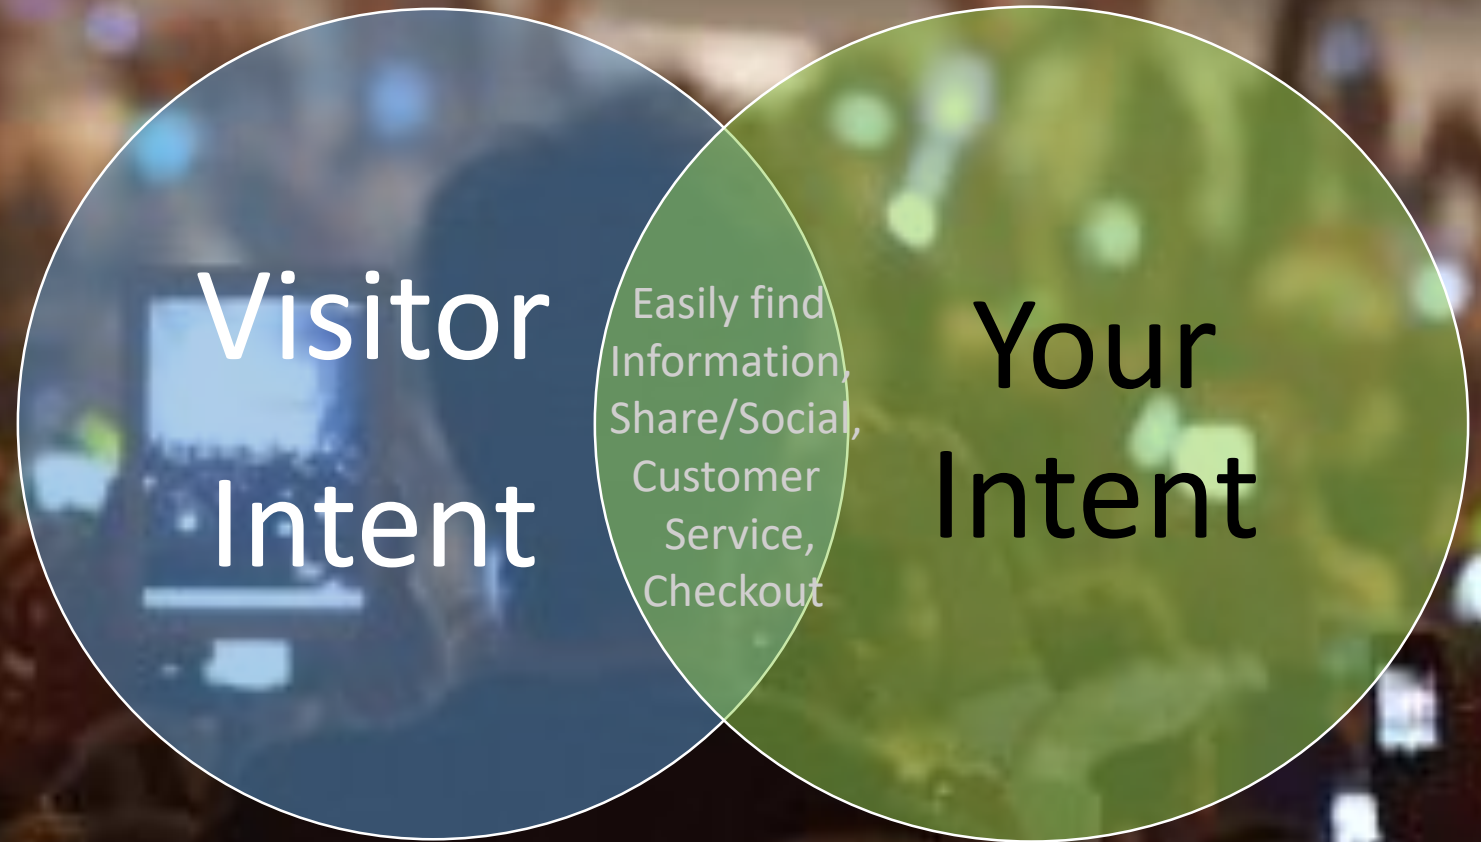 Visitor
Intent
Easily find
Information,
Share/Social,
Customer
Service,
Checkout
Your
Intent